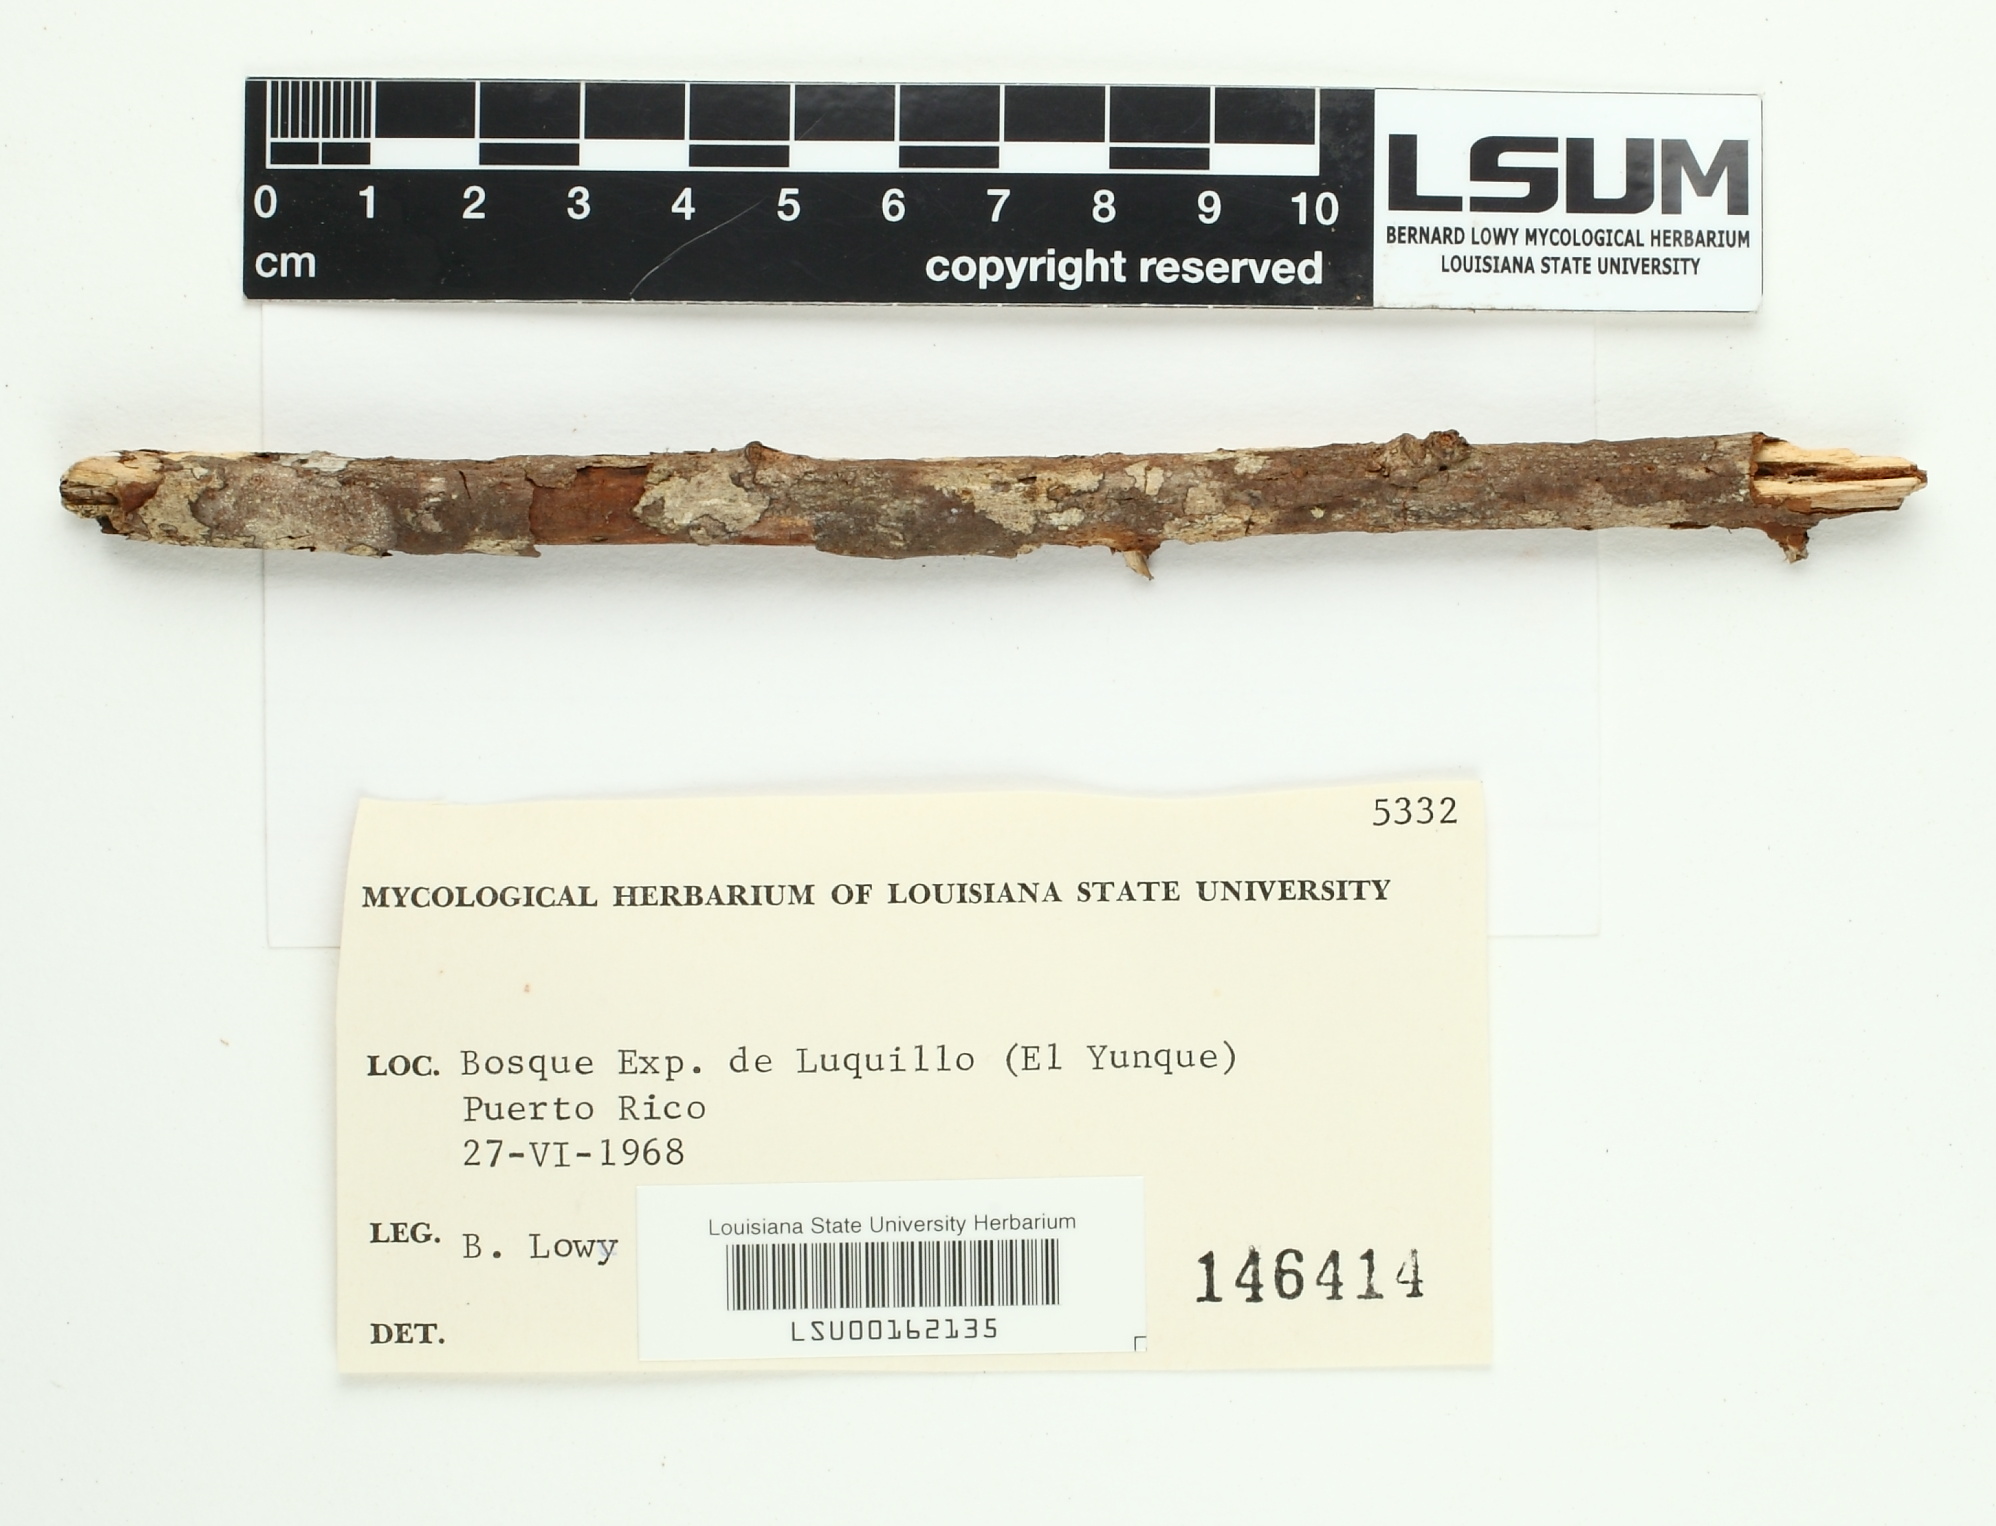 0 1 2 3 4 5 6 7 8 9 10
cm
copyright reserved
LSUM
BERNARD LOWY MYCOLOGICAL HERBARIUM
LOUISIANA STATE UNIVERSITY
5332
MYCOLOGICAL HERBARIUM OF LOUISIANA STATE UNIVERSITY
LOC. Bosque Exp. de Luquillo (El Yunque)
Puerto Rico
27-VI-1968
LEG. B. Lowy
Louisiana State University Herbarium
LSU00162135
146414
DET.